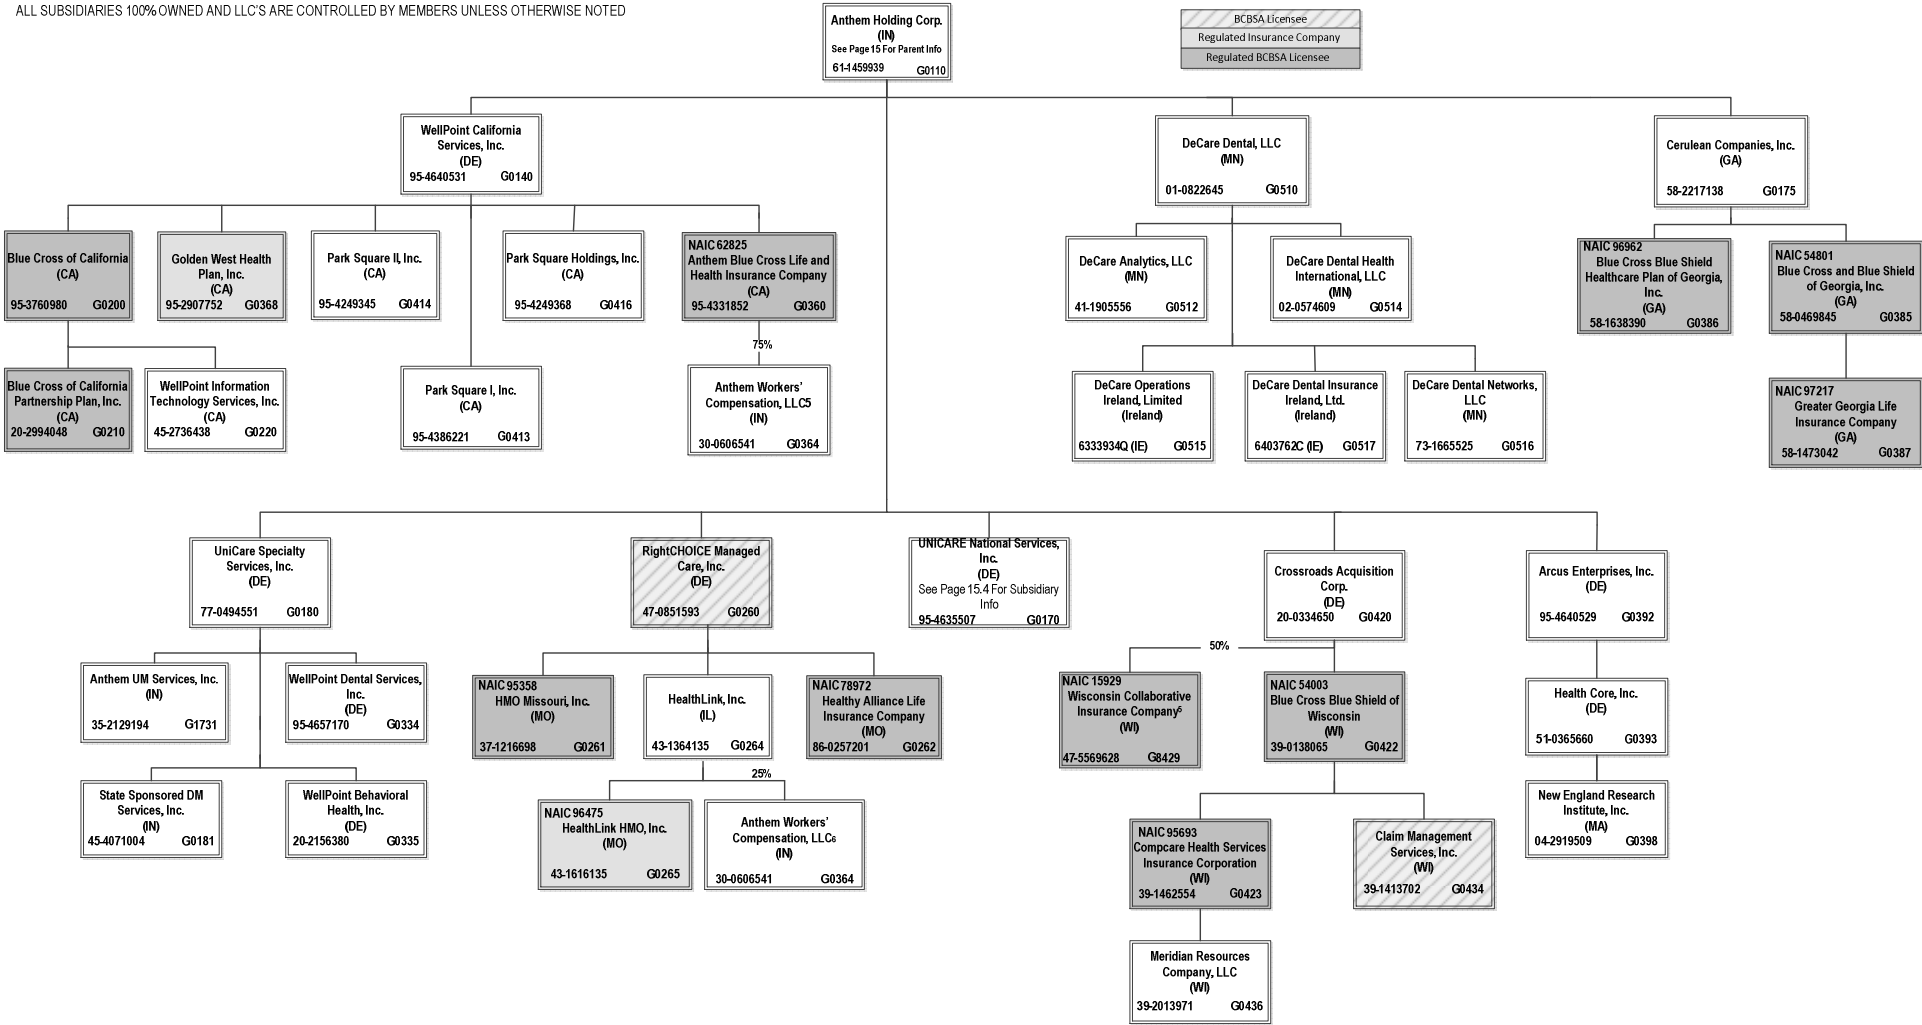 ALL SUBSIDIARIES 100% OWNED AND LLC'S ARE CONTROLLED BY MEMBERS UNLESS OTHERWISE NOTED
Anthem Holding Corp.
(IN)
See Page 15 For Parent Info
61-1459939 G0110
BCBSA Licensee
Regulated Insurance Company
Regulated BCBSA Licensee
WellPoint California
Services, Inc.
(DE)
95-4640531 G0140
DeCare Dental, LLC
(MN)
01-0822645 G0510
Cerulean Companies, Inc.
(GA)
58-2217138 G0175
Blue Cross of California
(CA)
95-3760980 G0200
Golden West Health
Plan, Inc.
(CA)
95-2907752 G0368
Park Square II, Inc.
(CA)
95-4249345 G0414
Park Square Holdings, Inc.
(CA)
95-4249368 G0416
NAIC 62825
Anthem Blue Cross Life and
Health Insurance Company
(CA)
95-4331852 G0360
DeCare Analytics, LLC
(MN)
41-1905556 G0512
DeCare Dental Health
International, LLC
(MN)
02-0574609 G0514
NAIC 96962
Blue Cross Blue Shield
Healthcare Plan of Georgia,
Inc.
(GA)
58-1638390 G0386
NAIC 54801
Blue Cross and Blue Shield
of Georgia, Inc.
(GA)
58-0469845 G0385
75%
Blue Cross of California
Partnership Plan, Inc.
(CA)
20-2994048 G0210
WellPoint Information
Technology Services, Inc.
(CA)
45-2736438 G0220
Park Square I, Inc.
(CA)
95-4386221 G0413
Anthem Workers'
Compensation, LLC5
(IN)
30-0606541 G0364
DeCare Operations
Ireland, Limited
(Ireland)
6333934Q (IE) G0515
DeCare Dental Insurance
Ireland, Ltd.
(Ireland)
6403762C (IE) G0517
DeCare Dental Networks,
LLC
(MN)
73-1665525 G0516
NAIC 97217
Greater Georgia Life
Insurance Company
(GA)
58-1473042 G0387
UniCare Specialty
Services, Inc.
(DE)
77-0494551 G0180
RightCHOICE Managed
Care, Inc.
(DE)
47-0851593 G0260
UNICARE National Services,
Inc.
(DE)
See Page 15.4 For Subsidiary
Info
95-4635507 G0170
Crossroads Acquisition
Corp.
(DE)
20-0334650 G0420
Arcus Enterprises, Inc.
(DE)
95-4640529 G0392
50%
Anthem UM Services, Inc.
(IN)
35-2129194 G1731
WellPoint Dental Services,
Inc.
(DE)
95-4657170 G0334
NAIC 95358
HMO Missouri, Inc.
(MO)
37-1216698 G0261
HealthLink, Inc.
(IL)
43-1364135 G0264
NAIC 78972
Healthy Alliance Life
Insurance Company
(MO)
86-0257201 G0262
NAIC 15929
Wisconsin Collaborative
Insurance Company5
(WI)
47-5569628 G8429
NAIC 54003
Blue Cross Blue Shield of
Wisconsin
(WI)
39-0138065 G0422
Health Core, Inc.
(DE)
51-0365660 G0393
25%
State Sponsored DM
Services, Inc.
(IN)
45-4071004 G0181
WellPoint Behavioral
Health, Inc.
(DE)
20-2156380 G0335
NAIC 96475
HealthLink HMO, Inc.
(MO)
43-1616135 G0265
Anthem Workers'
Compensation, LLC6
(IN)
30-0606541 G0364
NAIC 95693
Compcare Health Services
Insurance Corporation
(WI)
39-1462554 G0423
Claim Management
Services, Inc.
(WI)
39-1413702 G0434
New England Research
Institute, Inc.
(MA)
04-2919509 G0398
Meridian Resources
Company, LLC
(WI)
39-2013971 G0436